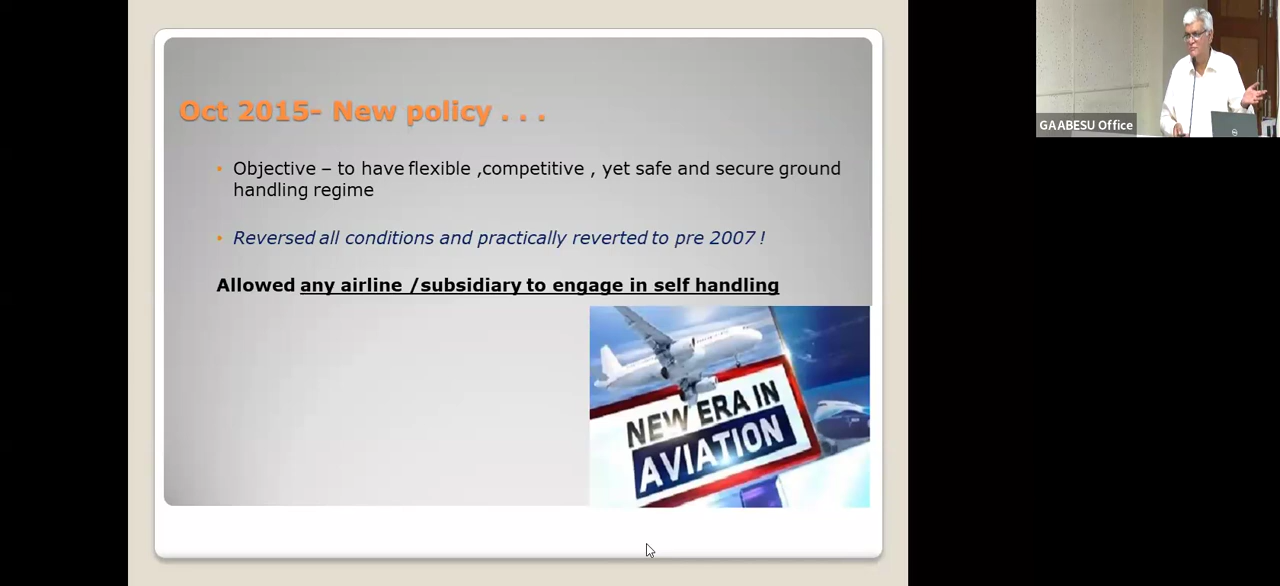 Oct 2015- New policy . . .
• Objective – to have flexible ,competitive , yet safe and secure ground
handling regime
• Reversed all conditions and practically reverted to pre 2007 !
Allowed any airline /subsidiary to engage in self handling
NEW ERA IN
AVIATION
GAABESU Office